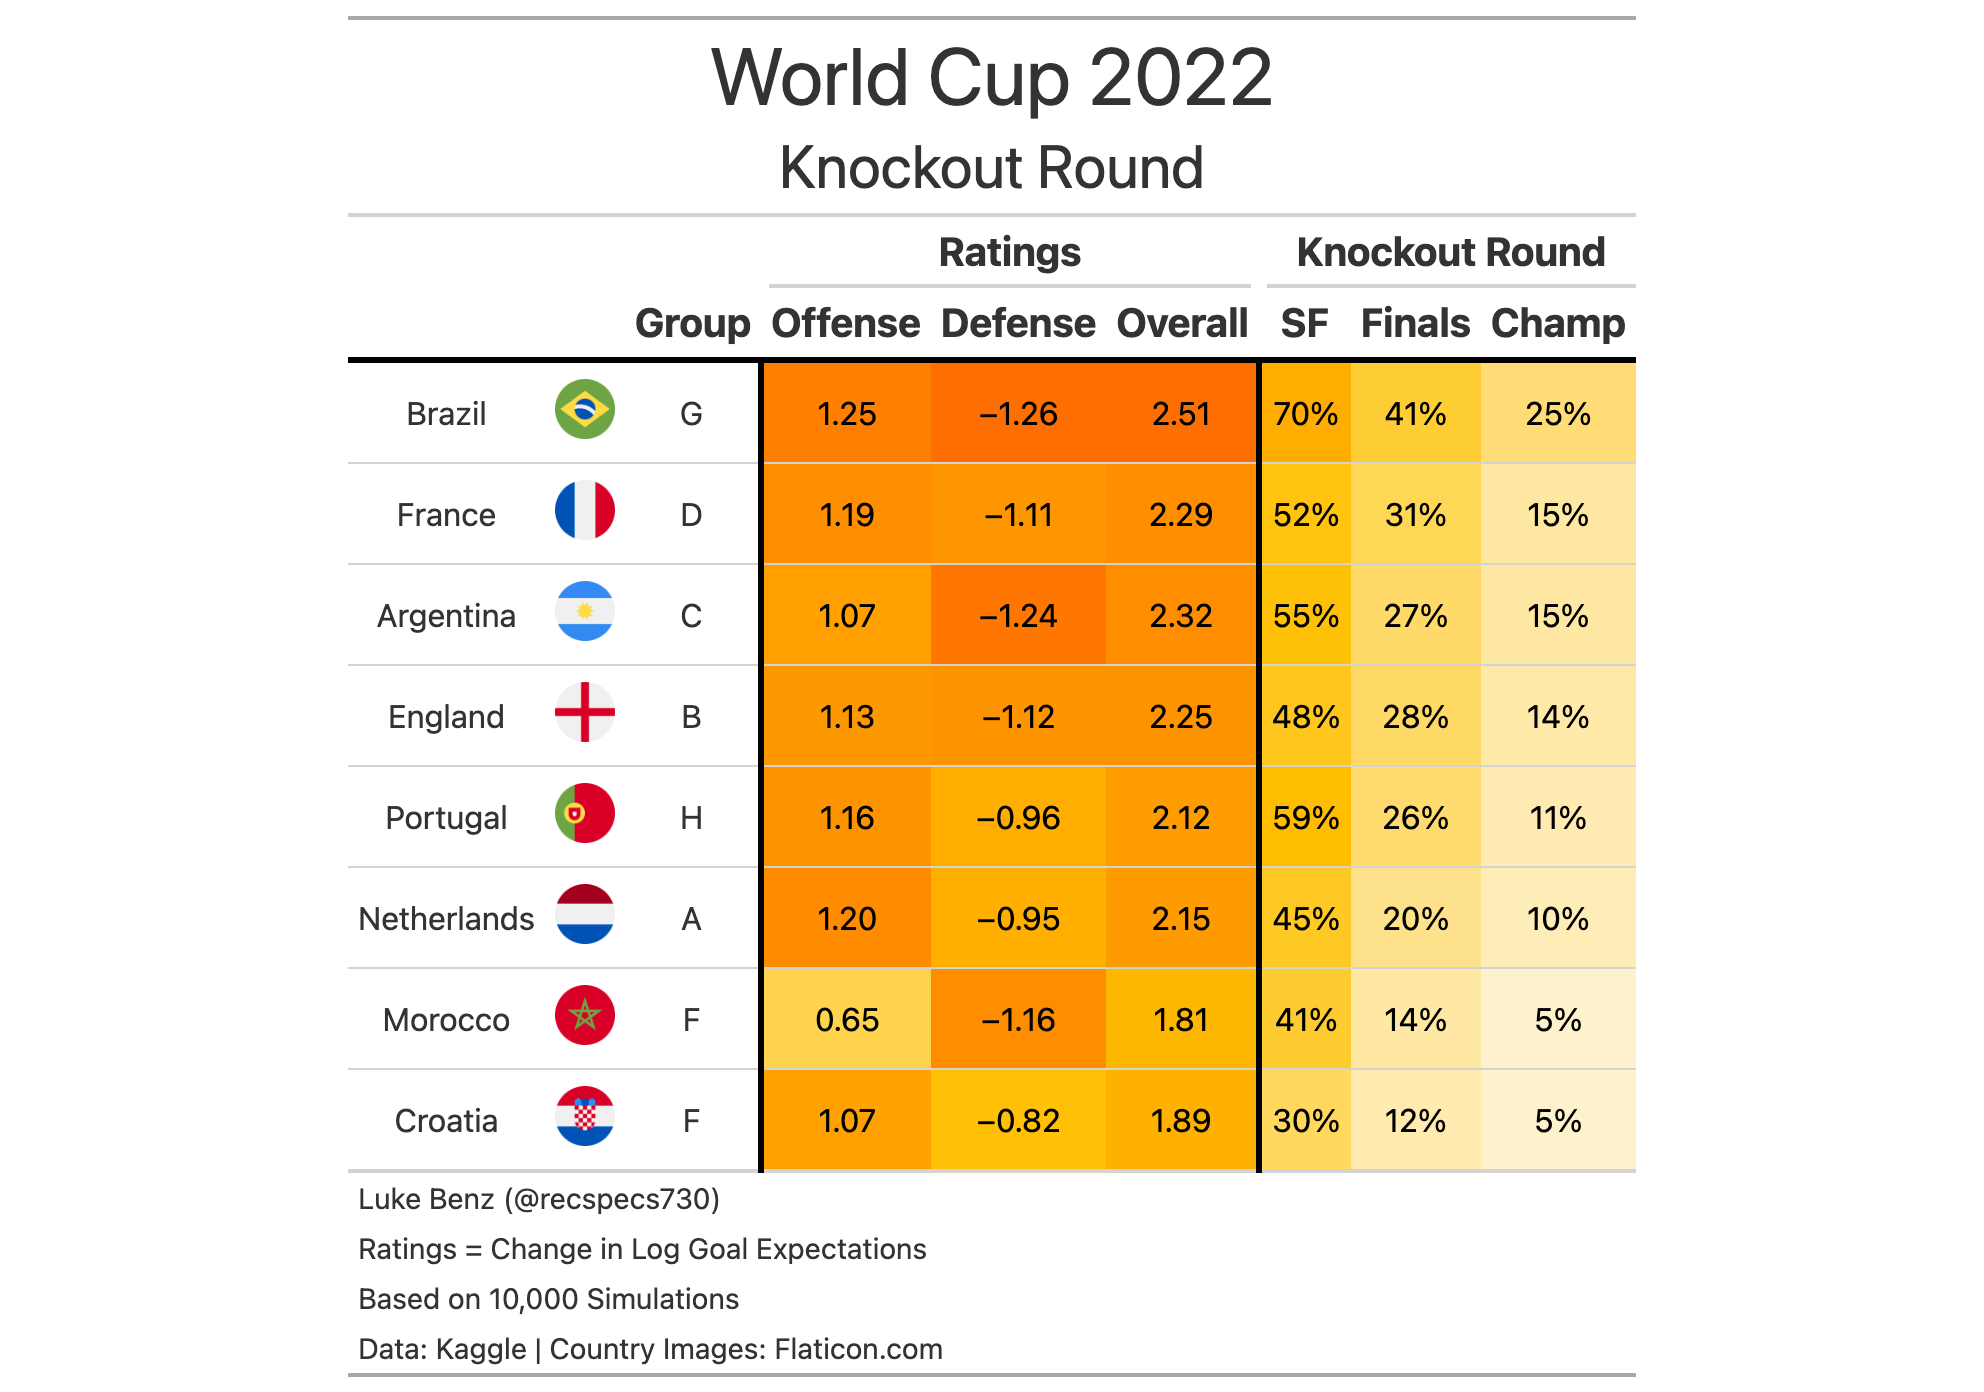 World Cup 2022
Knockout Round
Ratings Knockout Round
Group Offense Defense Overall SF Finals Champ
Brazil G 1.25 −1.26 2.51 70% 41% 25%
France D 1.19 −1.11 2.29 52% 31% 15%
Argentina C 1.07 −1.24 2.32 55% 27% 15%
England B 1.13 −1.12 2.25 48% 28% 14%
Portugal H 1.16 −0.96 2.12 59% 26% 11%
Netherlands A 1.20 −0.95 2.15 45% 20% 10%
Morocco F 0.65 −1.16 1.81 41% 14% 5%
Croatia F 1.07 −0.82 1.89 30% 12% 5%
Luke Benz (@recspecs730)
Ratings = Change in Log Goal Expectations
Based on 10,000 Simulations
Data: Kaggle | Country Images: Flaticon.com